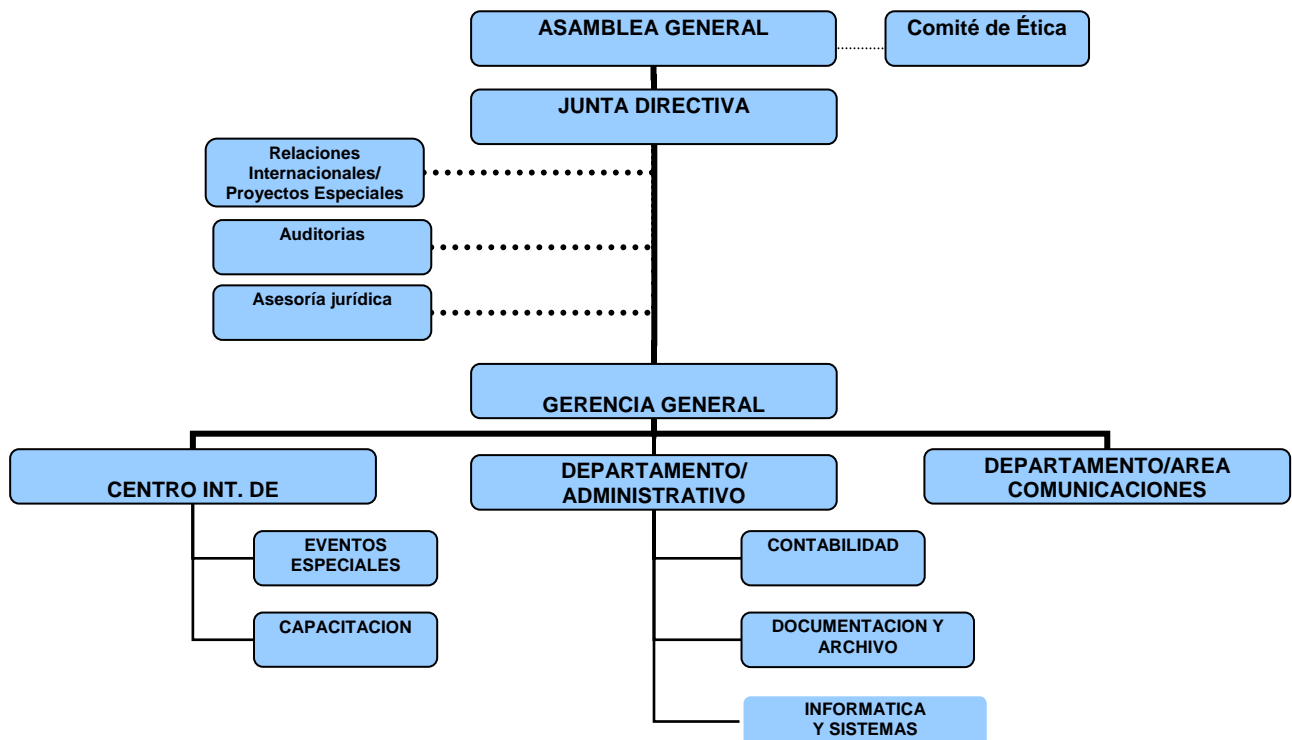 ASAMBLEA GENERAL
Comité de Ética
JUNTA DIRECTIVA
Relaciones
Internacionales/
Proyectos Especiales
Auditorias
Asesoría jurídica
GERENCIA GENERAL
CENTRO INT. DE
DEPARTAMENTO/
ADMINISTRATIVO
DEPARTAMENTO/AREA
COMUNICACIONES
EVENTOS
ESPECIALES
CAPACITACION
CONTABILIDAD
DOCUMENTACION Y
ARCHIVO
INFORMATICA
Y SISTEMAS